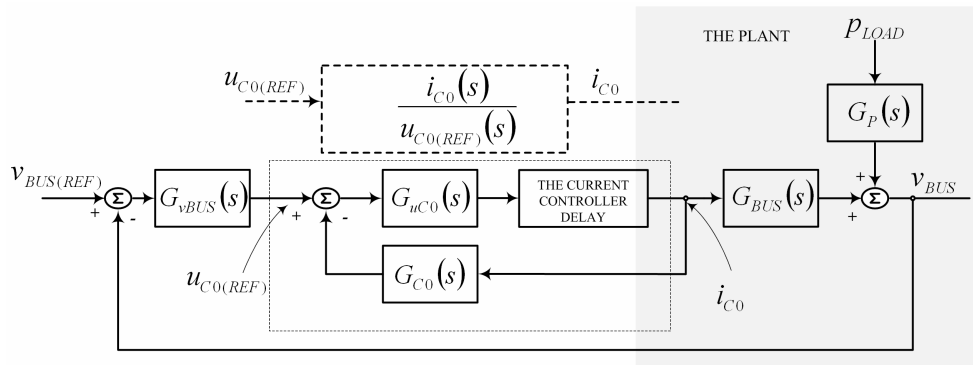 THE PLANT
p_LOAD
u_C0(REF)
i_C0(s)
u_C0(REF)(s)
i_C0
G_P(s)
v_BUS(REF)
+
-
Σ
G_vBUS(s)
+
-
Σ
G_uC0(s)
THE CURRENT
CONTROLLER
DELAY
G_BUS(s)
+
+
Σ
v_BUS
u_C0(REF)
G_C0(s)
i_C0